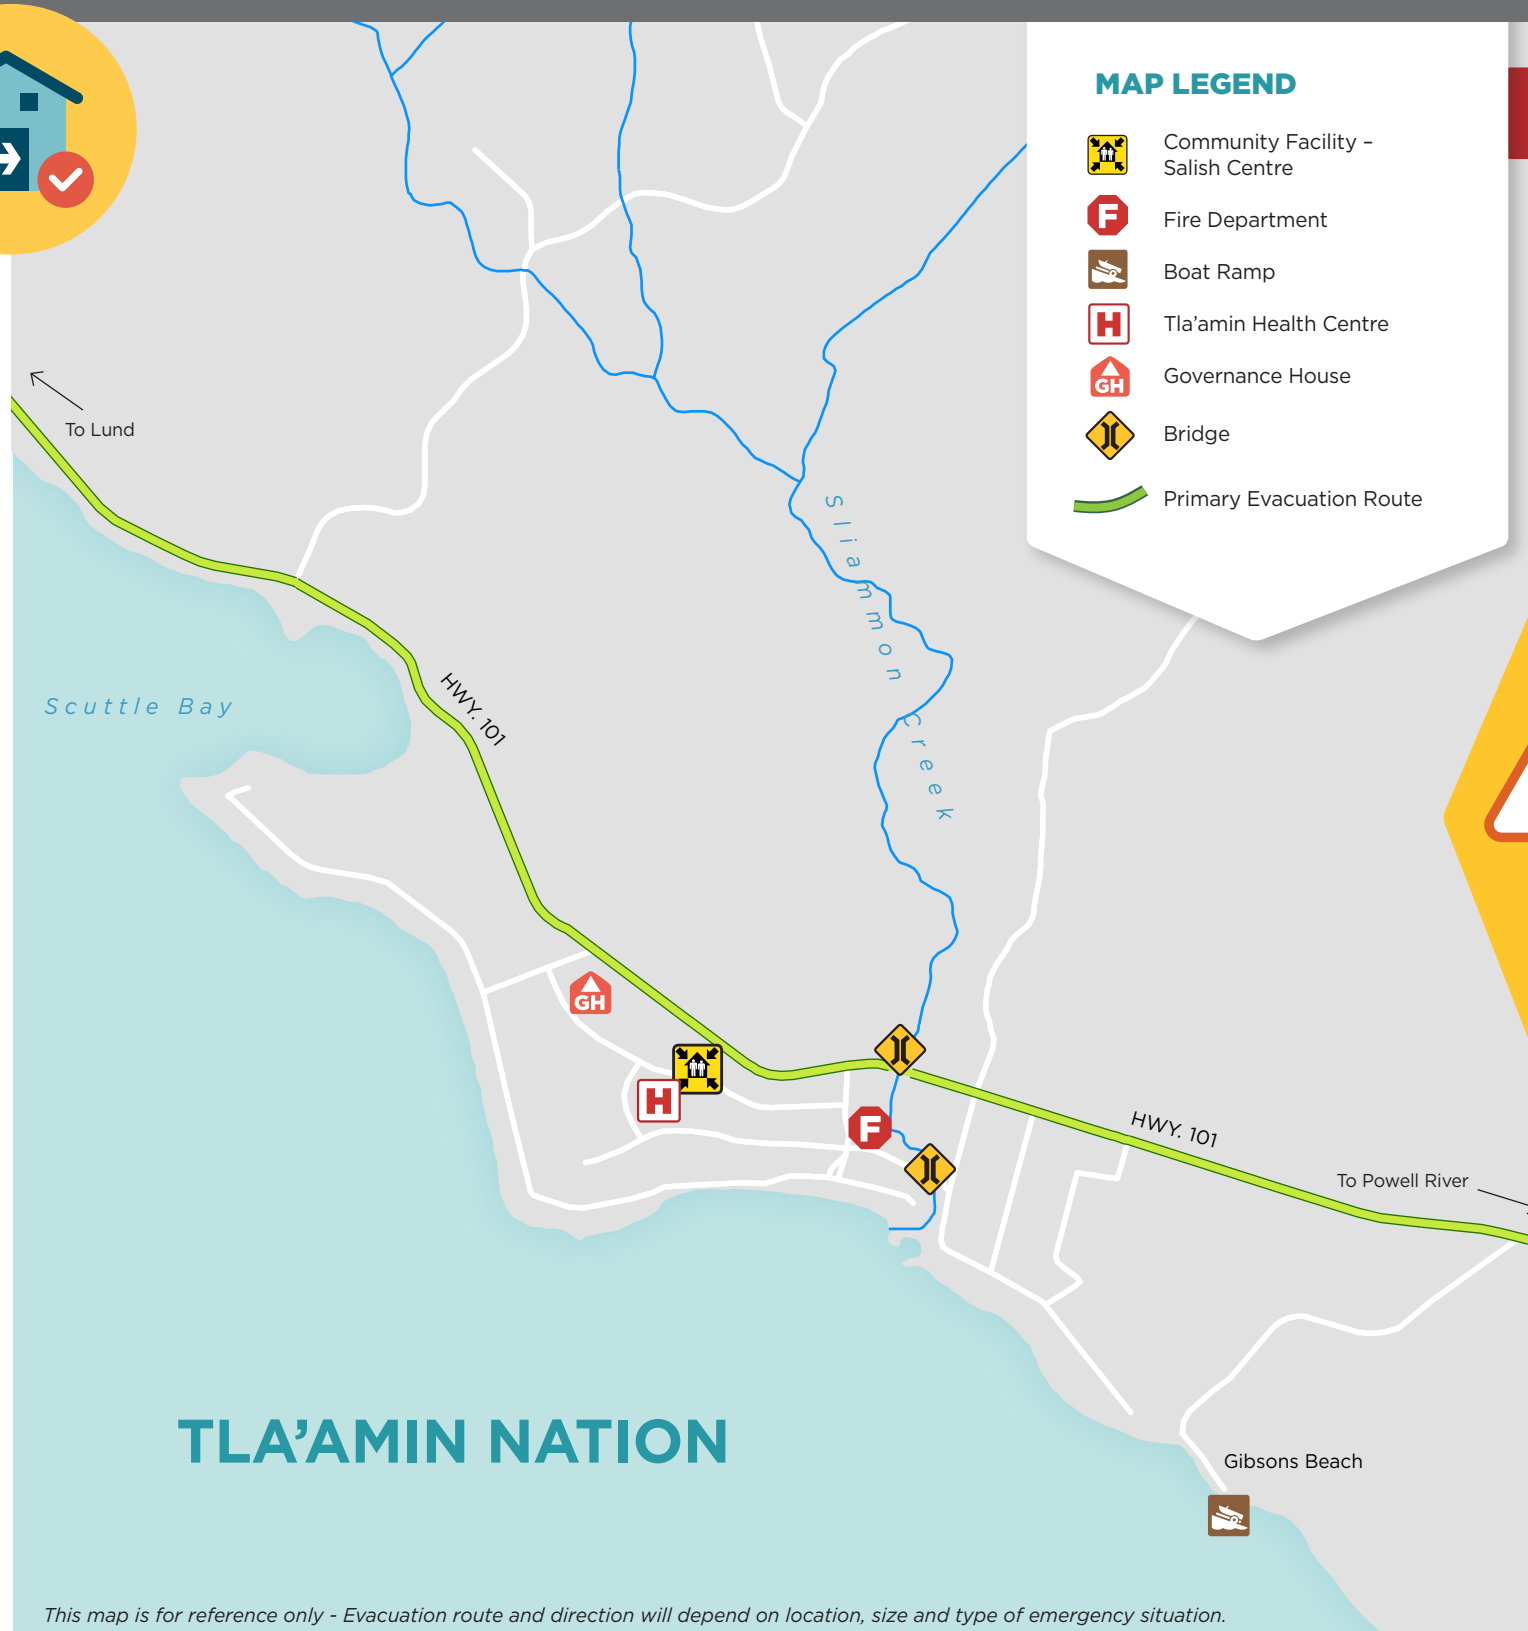 MAP LEGEND
Community Facility –
Salish Centre
F
Fire Department
Boat Ramp
H
Tla’amin Health Centre
GH
Governance House
Bridge
Primary Evacuation Route
To Lund
Sliammon Creek
HWY. 101
Scuttle Bay
GH
H
F
HWY. 101
To Powell River
TLA’AMIN NATION
Gibsons Beach
This map is for reference only - Evacuation route and direction will depend on location, size and type of emergency situation.